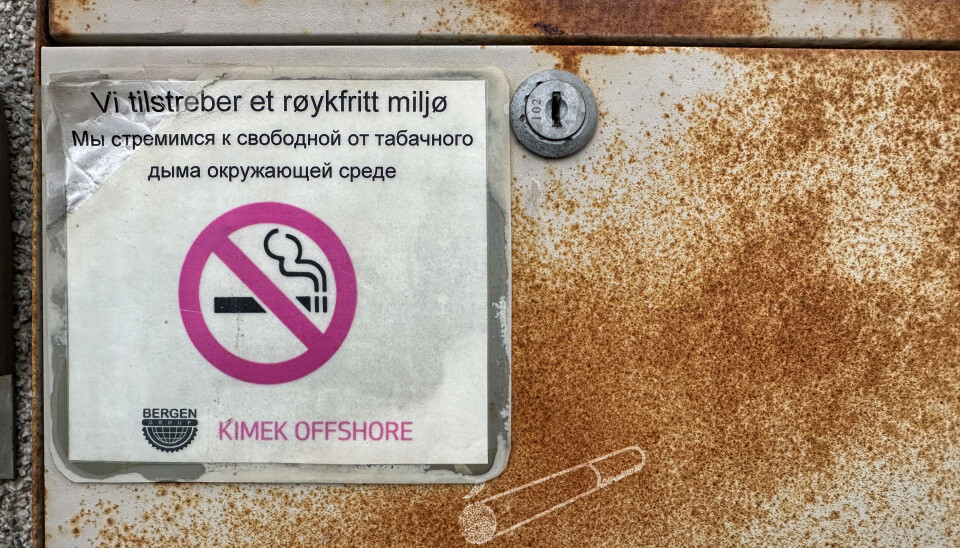 Vi tilstreber et røykfritt miljø
Мы стремимся к свободной от табачного
дыма окружающей среде
102
BERGEN
GROUP
KIMEK OFFSHORE